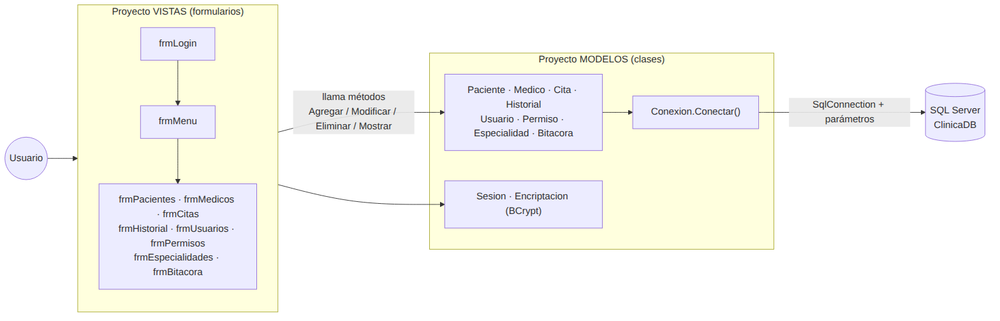 Usuario
Proyecto VISTAS (formularios)
frmLogin
frmMenu
frmPacientes · frmMedicos
· frmCitas
frmHistorial · frmUsuarios ·
frmPermisos
frmEspecialidades ·
frmBitacora
llama métodos
Agregar / Modificar /
Eliminar / Mostrar
Proyecto MODELOS (clases)
Paciente · Medico · Cita ·
Historial
Usuario · Permiso ·
Especialidad · Bitacora
Conexion.Conectar()
Sesion · Encriptacion
(BCrypt)
SqlConnection +
parámetros
SQL Server
ClinicaDB